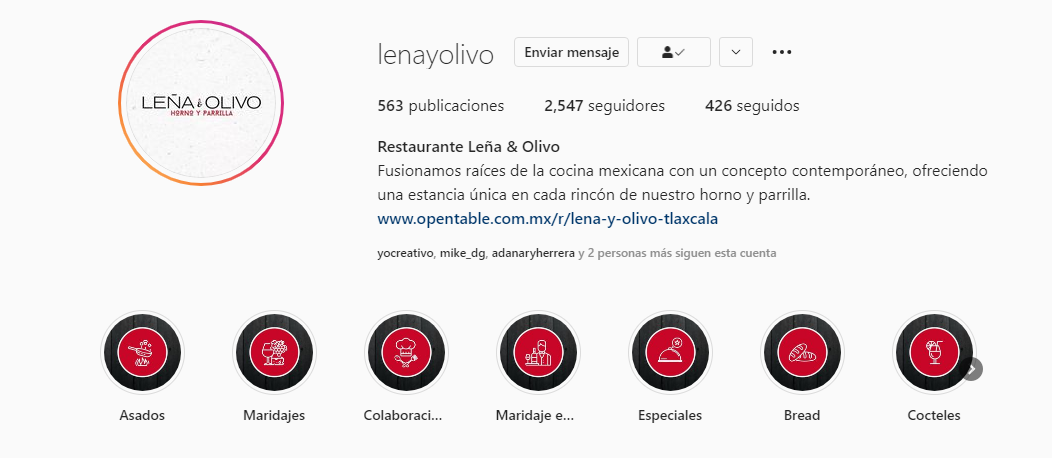 LEÑA & OLIVO
HORNO Y PARRILLA
lenayolivo
Enviar mensaje
563 publicaciones 2,547 seguidores 426 seguidos
Restaurante Leña & Olivo
Fusionamos raíces de la cocina mexicana con un concepto contemporáneo, ofreciendo
una estancia única en cada rincón de nuestro horno y parrilla.
www.opentable.com.mx/r/lena-y-olivo-tlaxcala
yocreativo, mike_dg, adanaryherrera y 2 personas más siguen esta cuenta
Asados Maridajes Colaboraci... Maridaje e... Especiales Bread Cocteles